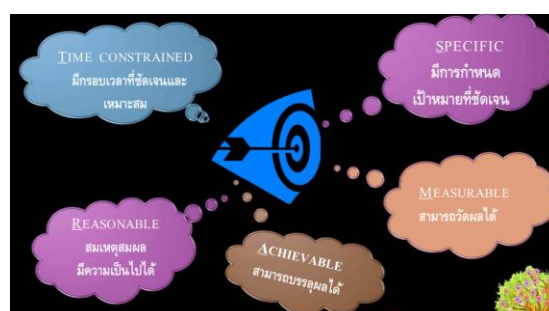 TIME CONSTRAINED
มีกรอบเวลาที่ชัดเจนและ
เหมาะสม
SPECIFIC
มีการกำหนด
เป้าหมายที่ชัดเจน
MEASURABLE
สามารถวัดผลได้
REASONABLE
สมเหตุสมผล
มีความเป็นไปได้
ACHIEVABLE
สามารถบรรลุผลได้